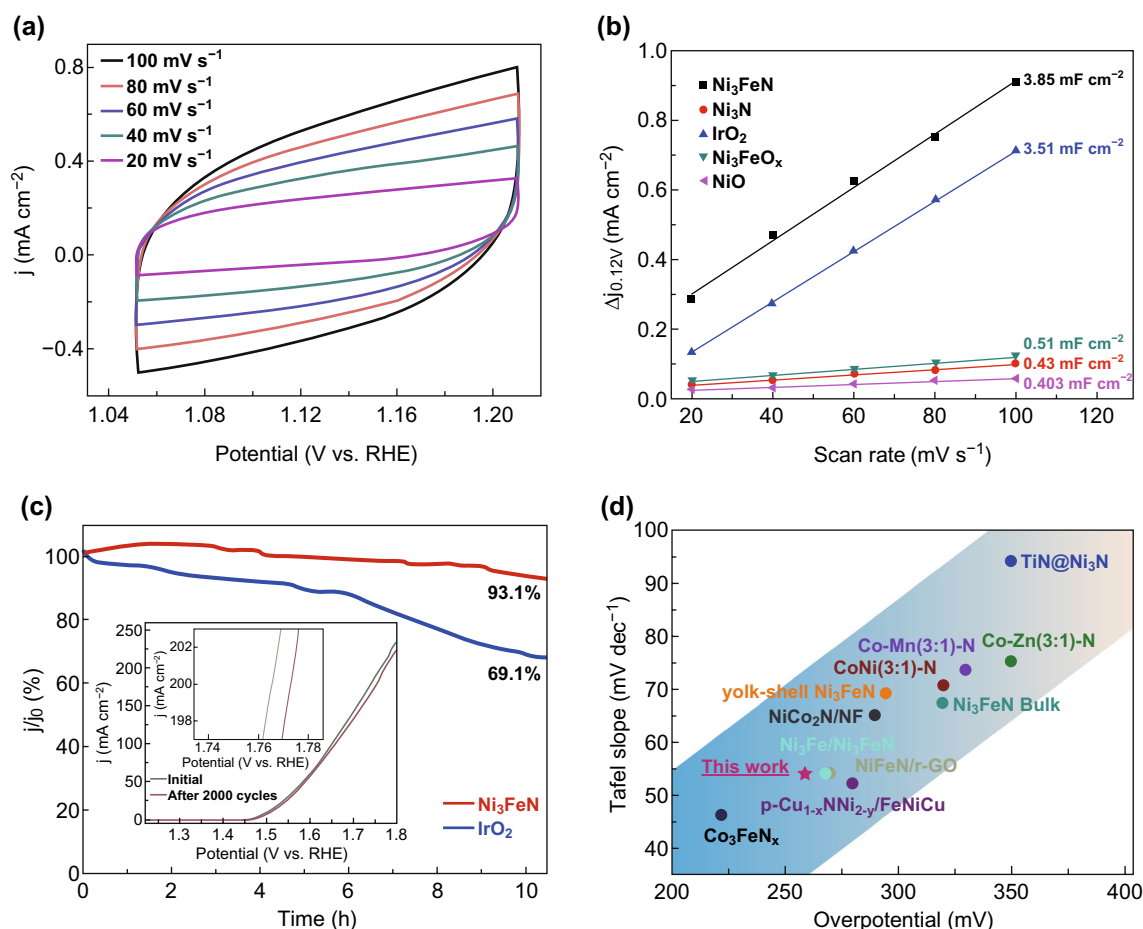 (a)
100 mV s⁻¹
80 mV s⁻¹
60 mV s⁻¹
40 mV s⁻¹
20 mV s⁻¹
0.8
0.4
0.0
−0.4
j (mA cm⁻²)
1.04 1.08 1.12 1.16 1.20
Potential (V vs. RHE)
(b)
Ni₃FeN
Ni₃N
IrO₂
Ni₃FeOₓ
NiO
3.85 mF cm⁻²
3.51 mF cm⁻²
0.51 mF cm⁻²
0.43 mF cm⁻²
0.403 mF cm⁻²
1.0
0.8
0.6
0.4
0.2
0.0
Δj₀.₁₂V (mA cm⁻²)
20 40 60 80 100 120
Scan rate (mV s⁻¹)
(c)
100
80
60
40
20
0
j/j₀ (%)
93.1%
69.1%
Ni₃FeN
IrO₂
250
225
200
175
150
125
100
75
50
25
0
j (mA cm⁻²)
202
200
198
j (mA cm⁻²)
1.74 1.76 1.78
Potential (V vs. RHE)
Initial
After 2000 cycles
1.3 1.4 1.5 1.6 1.7 1.8
Potential (V vs. RHE)
0 2 4 6 8 10
Time (h)
(d)
100
90
80
70
60
50
40
Tafel slope (mV dec⁻¹)
TiN@Ni₃N
Co-Mn(3:1)-N
Co-Zn(3:1)-N
CoNi(3:1)-N
yolk-shell Ni₃FeN
Ni₃FeN Bulk
NiCo₂N/NF
Ni₃Fe/Ni₃FeN
This work
NiFeN/r-GO
p-Cu₁₋ₓNNi₂₋ᵧ/FeNiCu
Co₃FeNₓ
200 250 300 350 400
Overpotential (mV)